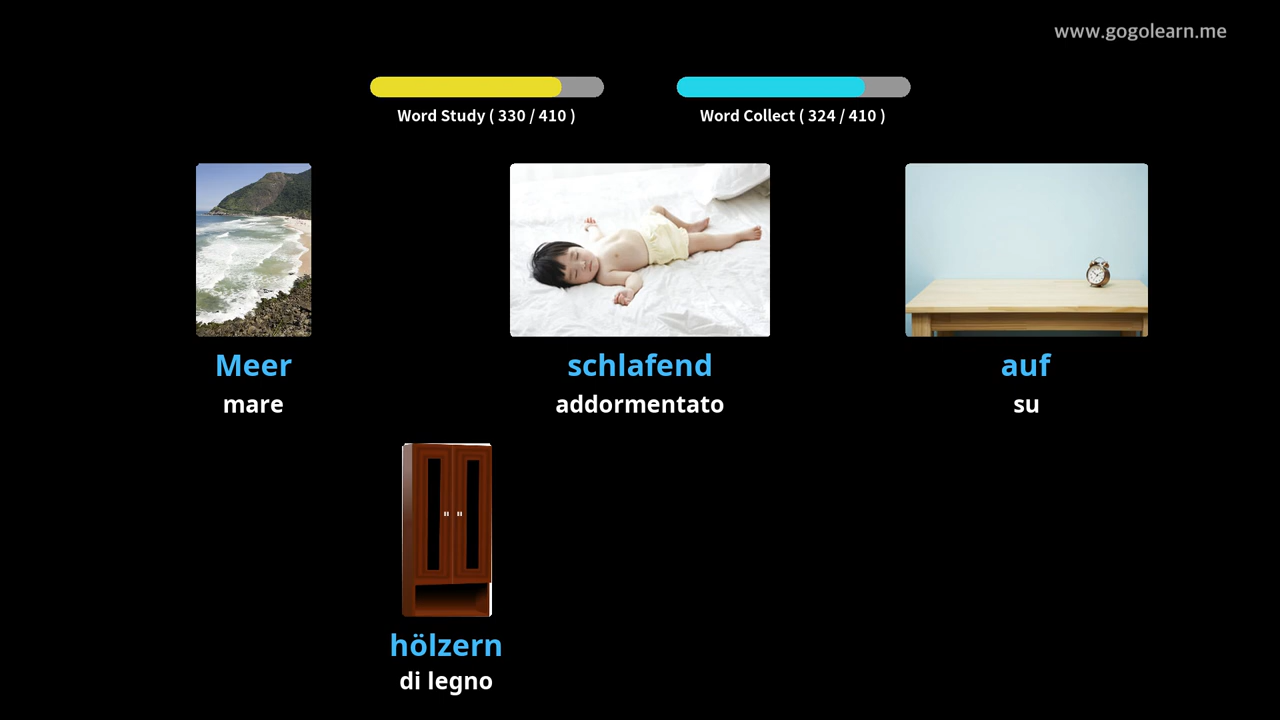 www.gogolearn.me
Word Study ( 330 / 410 )
Word Collect ( 324 / 410 )
Meer
mare
schlafend
addormentato
auf
su
hölzern
di legno